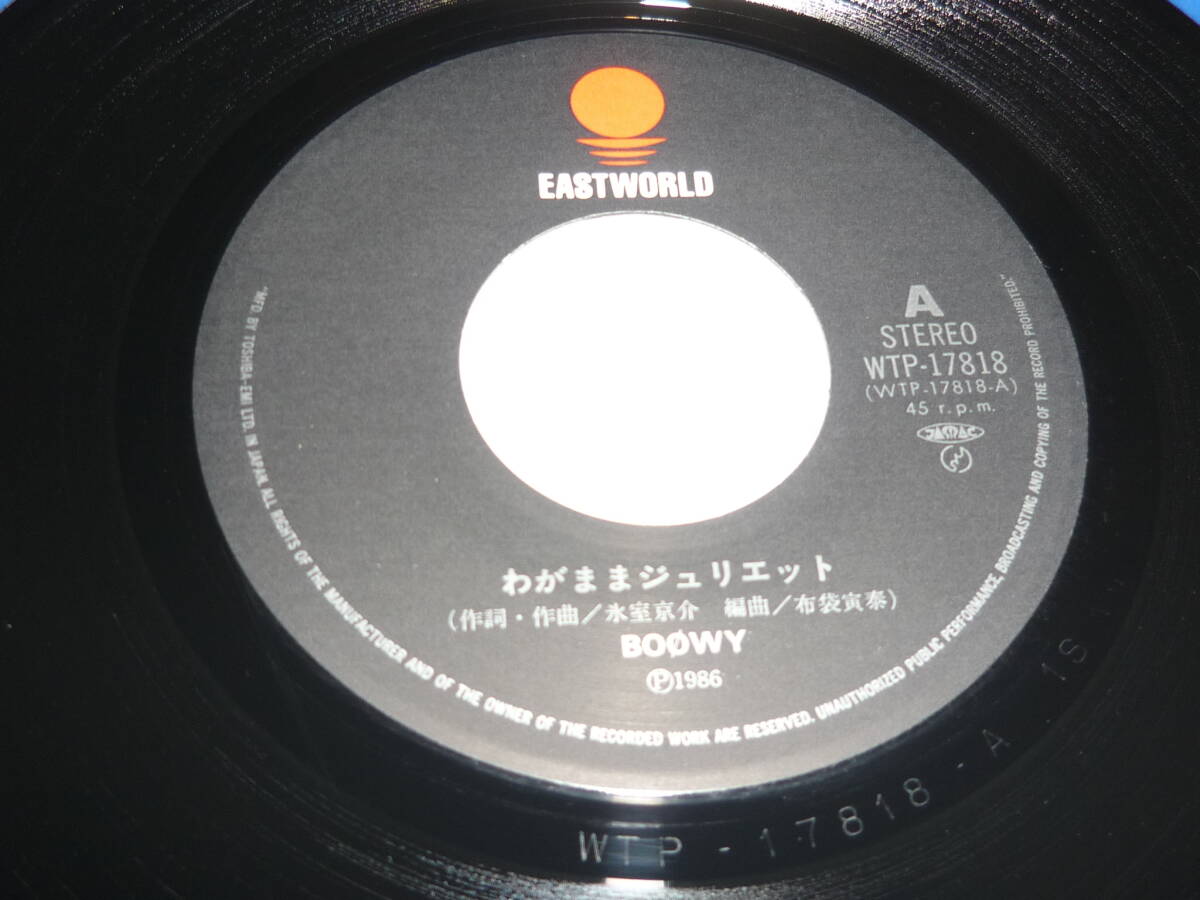 EASTWORLD
A
STEREO
WTP-17818
(WTP-17818-A)
45 r.p.m.
JASRAC
わがままジュリエット
(作詞・作曲/氷室京介 編曲/布袋寅泰)
BOØWY
Ⓟ1986
"MFD. BY TOSHIBA-EMI LTD. IN JAPAN ALL RIGHTS OF THE MANUFACTURER AND OF THE OWNER OF THE RECORDED WORK ARE RESERVED. UNAUTHORIZED PUBLIC PERFORMANCE, BROADCASTING AND COPYING OF THE RECORD PROHIBITED."
WTP-17818-A 1S